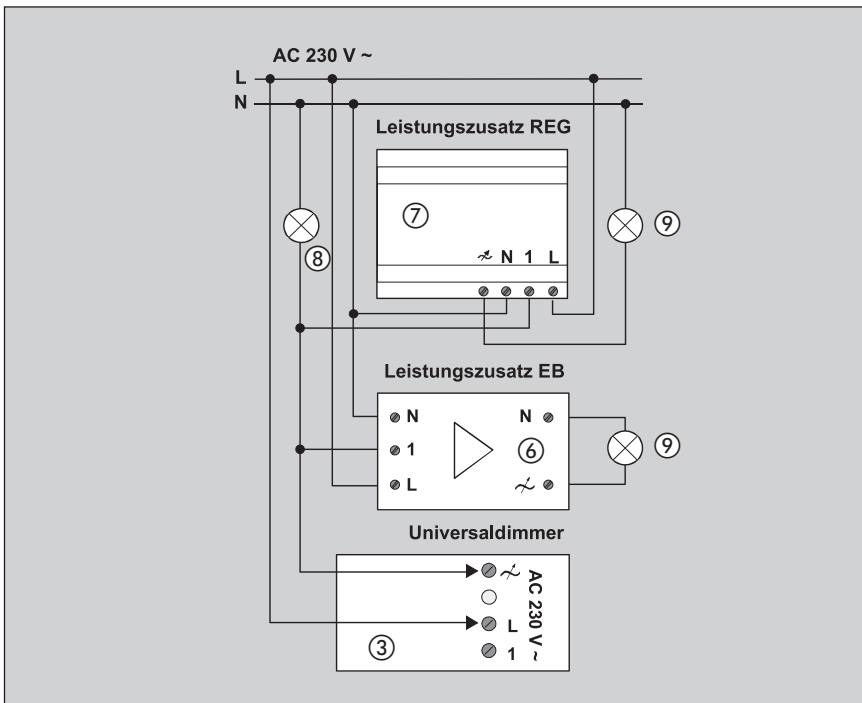 AC 230 V ~
L
N
Leistungszusatz REG
⑦
⑧
⑨
N 1 L
Leistungszusatz EB
N N
1 ⑥ ⑨
L
Universaldimmer
AC 230 V ~
L
③ 1